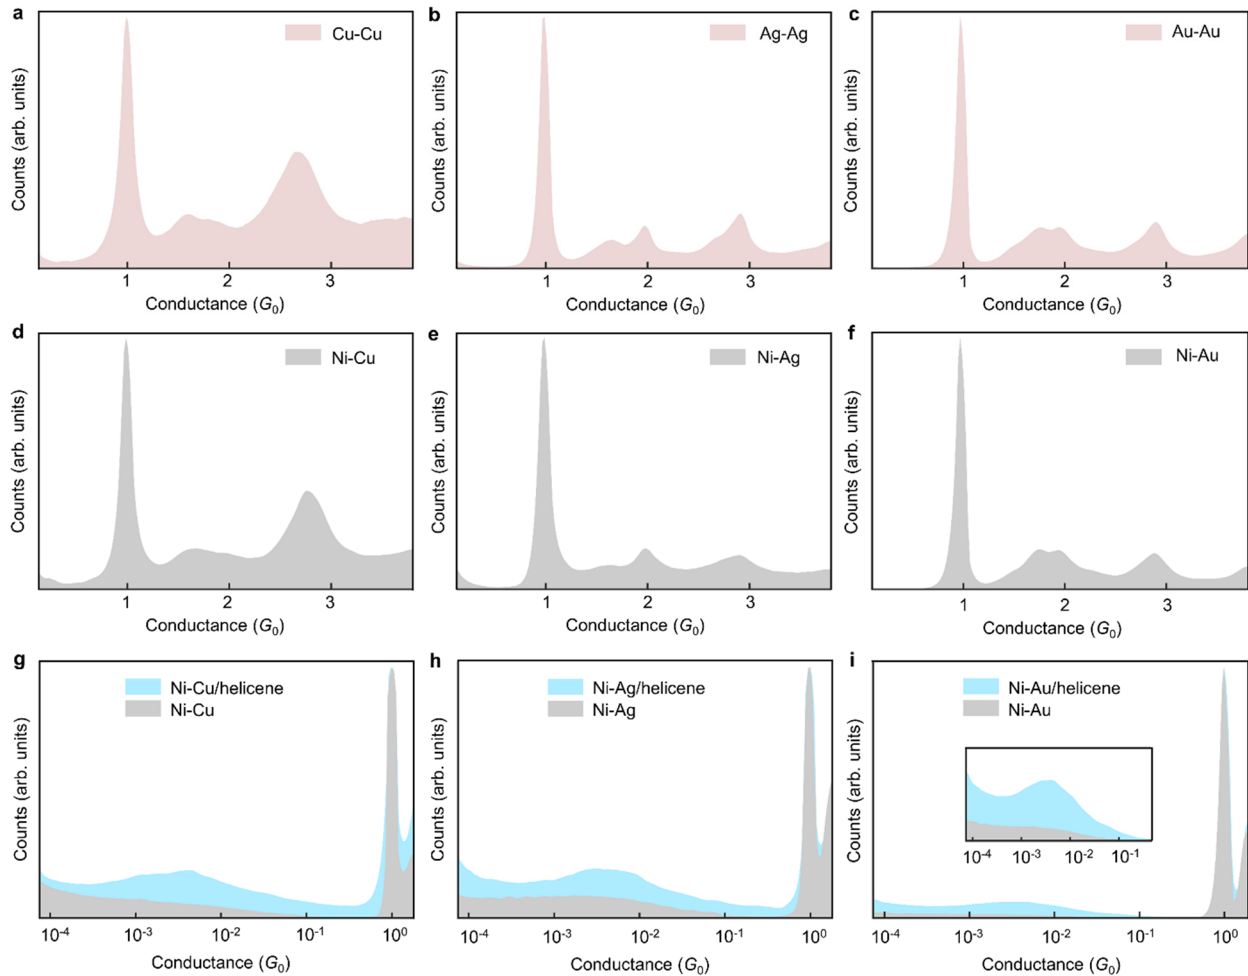 a
Cu-Cu
Counts (arb. units)
1 2 3
Conductance (G₀)
b
Ag-Ag
Counts (arb. units)
1 2 3
Conductance (G₀)
c
Au-Au
Counts (arb. units)
1 2 3
Conductance (G₀)
d
Ni-Cu
Counts (arb. units)
1 2 3
Conductance (G₀)
e
Ni-Ag
Counts (arb. units)
1 2 3
Conductance (G₀)
f
Ni-Au
Counts (arb. units)
1 2 3
Conductance (G₀)
g
Ni-Cu/helicene
Ni-Cu
Counts (arb. units)
10⁻⁴ 10⁻³ 10⁻² 10⁻¹ 10⁰
Conductance (G₀)
h
Ni-Ag/helicene
Ni-Ag
Counts (arb. units)
10⁻⁴ 10⁻³ 10⁻² 10⁻¹ 10⁰
Conductance (G₀)
i
Ni-Au/helicene
Ni-Au
Counts (arb. units)
10⁻⁴ 10⁻³ 10⁻² 10⁻¹
10⁻⁴ 10⁻³ 10⁻² 10⁻¹ 10⁰
Conductance (G₀)